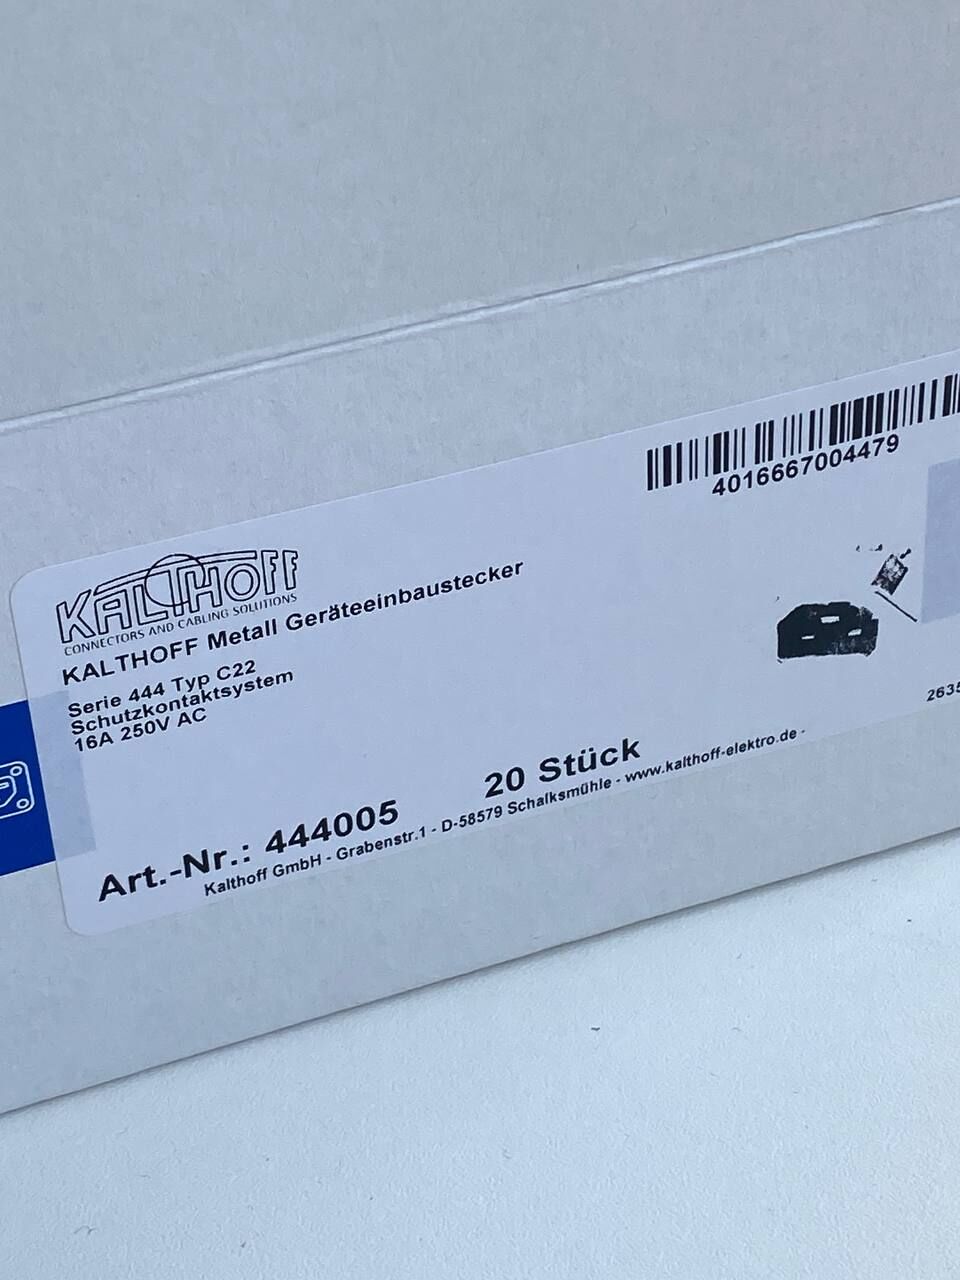 4016667004479
KALTHOFF
CONNECTORS AND CABLING SOLUTIONS
KALTHOFF Metall Geräteeinbaustecker
Serie 444 Typ C22
Schutzkontaktsystem
16A 250V AC
2635
Art.-Nr.: 444005 20 Stück
Kalthoff GmbH - Grabenstr.1 - D-58579 Schalksmühle - www.kalthoff-elektro.de -